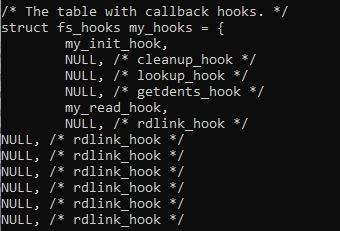 /* The table with callback hooks. */
struct fs_hooks my_hooks = {
my_init_hook,
NULL, /* cleanup_hook */
NULL, /* lookup_hook */
NULL, /* getdents_hook */
my_read_hook,
NULL, /* rdlink_hook */
NULL, /* rdlink_hook */
NULL, /* rdlink_hook */
NULL, /* rdlink_hook */
NULL, /* rdlink_hook */
NULL, /* rdlink_hook */
NULL, /* rdlink_hook */